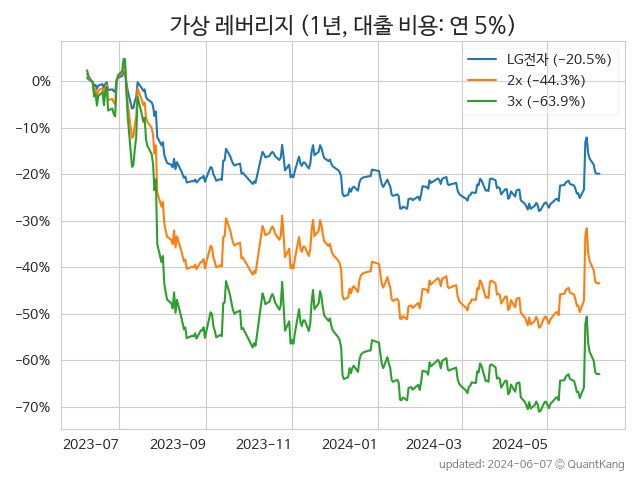 가상 레버리지 (1년, 대출 비용: 연 5%)
LG전자 (−20.5%)
2x (−44.3%)
3x (−63.9%)
0%
−10%
−20%
−30%
−40%
−50%
−60%
−70%
2023-07 2023-09 2023-11 2024-01 2024-03 2024-05
updated: 2024-06-07 © QuantKang